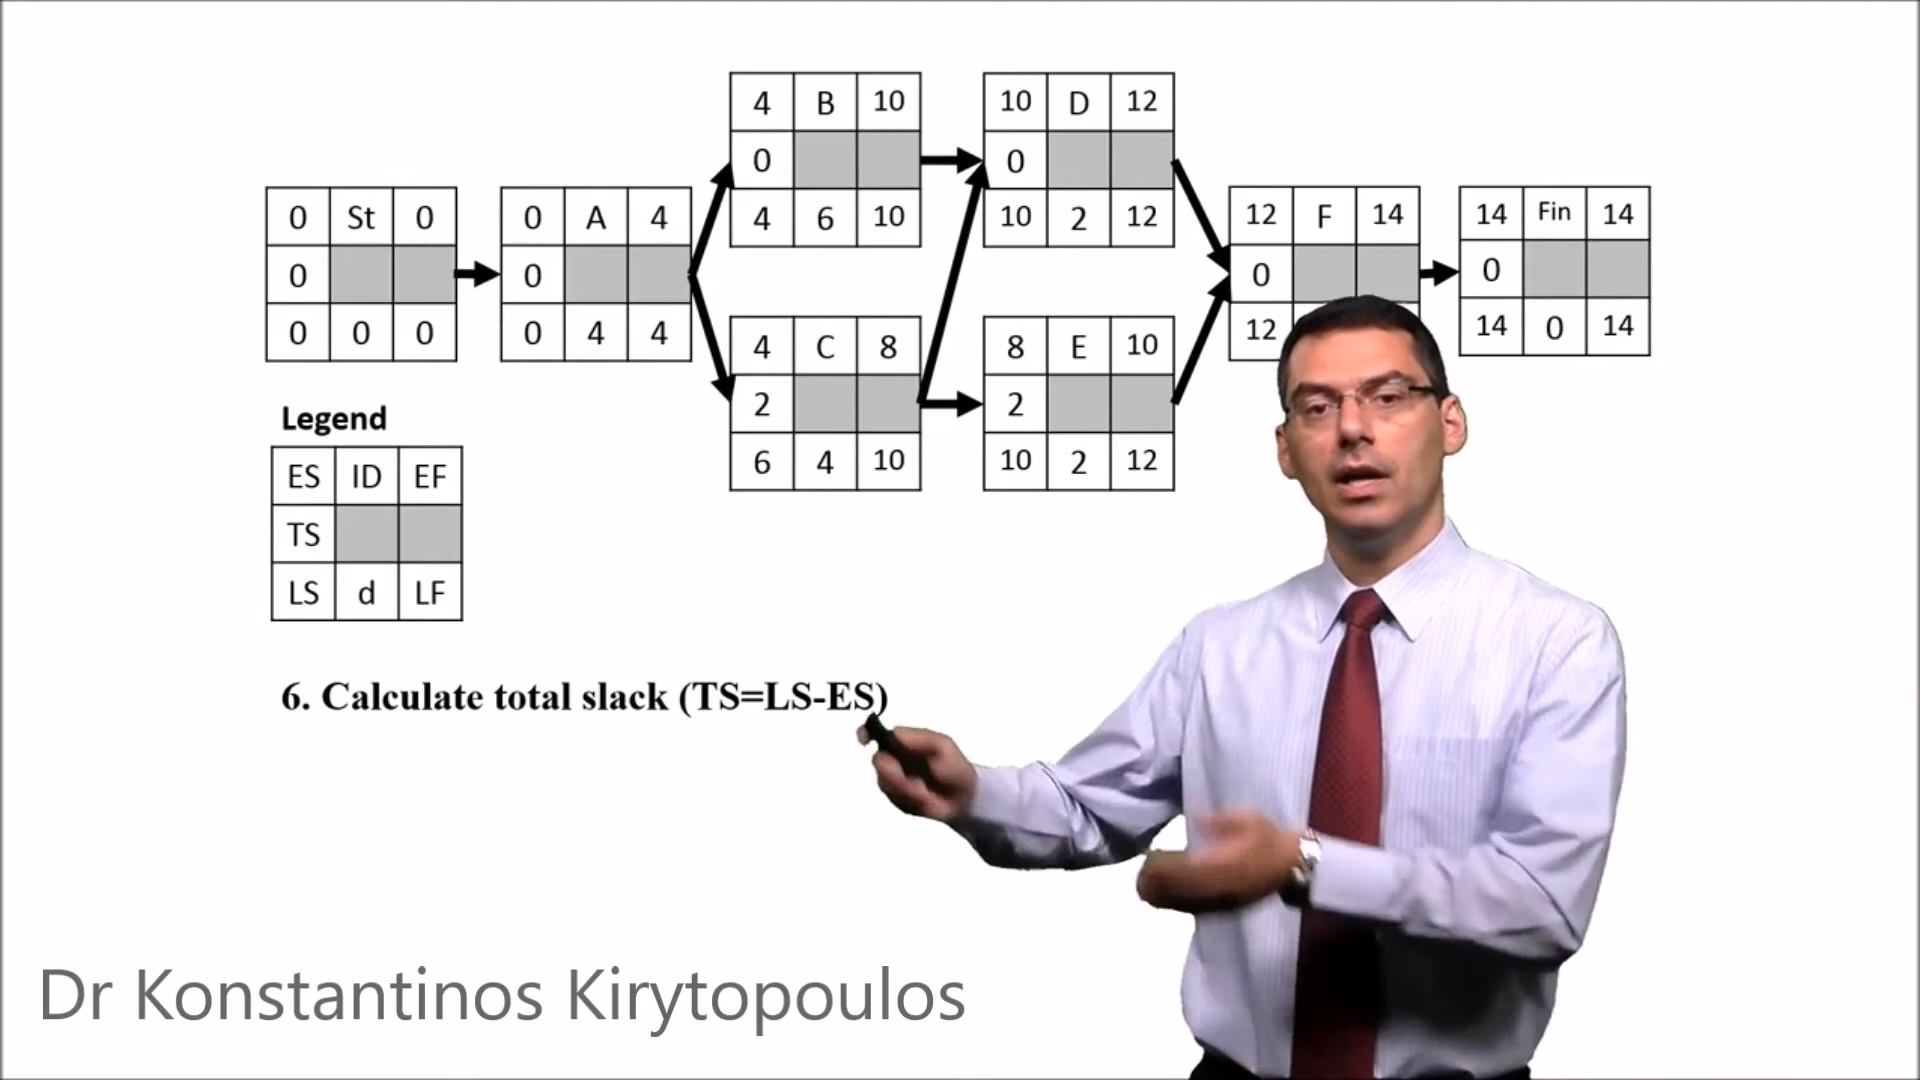 4 B 10
0
4 6 10
10 D 12
0
10 2 12
0 St 0
0
0 0 0
0 A 4
0
0 4 4
12 F 14
0
12
14 Fin 14
0
14 0 14
4 C 8
2
6 4 10
8 E 10
2
10 2 12
Legend
ES ID EF
TS
LS d LF
6. Calculate total slack (TS=LS-ES)
Dr Konstantinos Kirytopoulos